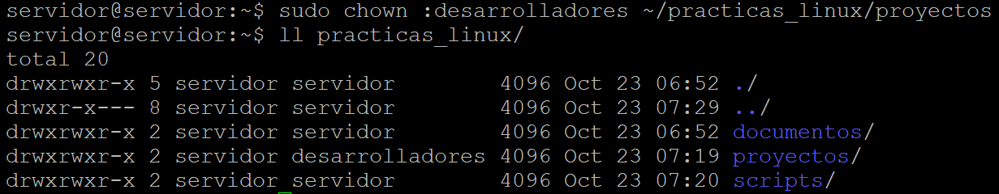 servidor@servidor:~$ sudo chown :desarrolladores ~/practicas_linux/proyectos
servidor@servidor:~$ ll practicas_linux/
total 20
drwxrwxr-x 5 servidor servidor        4096 Oct 23 06:52 ./
drwxr-x--- 8 servidor servidor        4096 Oct 23 07:29 ../
drwxrwxr-x 2 servidor servidor        4096 Oct 23 06:52 documentos/
drwxrwxr-x 2 servidor desarrolladores 4096 Oct 23 07:19 proyectos/
drwxrwxr-x 2 servidor servidor        4096 Oct 23 07:20 scripts/